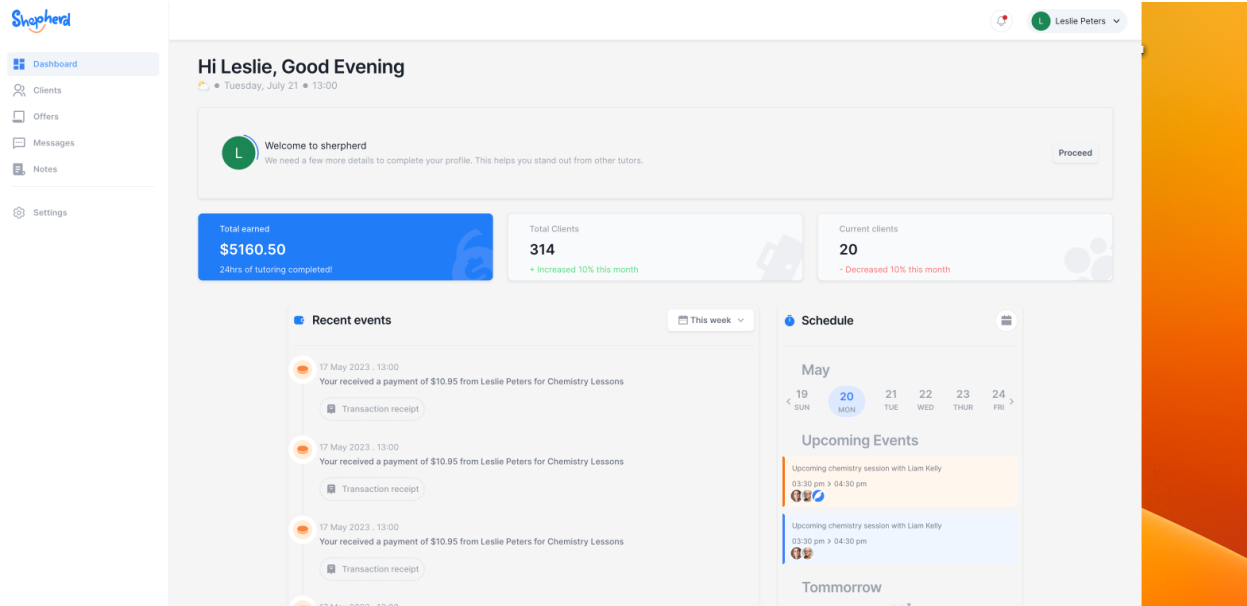 Shepherd
L Leslie Peters
Dashboard
Clients
Offers
Messages
Notes
Settings
Hi Leslie, Good Evening
Tuesday, July 21 ● 13:00
L
Welcome to sherpherd
We need a few more details to complete your profile. This helps you stand out from other tutors.
Proceed
Total earned
$5160.50
24hrs of tutoring completed!
Total Clients
314
+ Increased 10% this month
Current clients
20
- Decreased 10% this month
Recent events
This week
17 May 2023 . 13:00
Your received a payment of $10.95 from Leslie Peters for Chemistry Lessons
Transaction receipt
17 May 2023 . 13:00
Your received a payment of $10.95 from Leslie Peters for Chemistry Lessons
Transaction receipt
17 May 2023 . 13:00
Your received a payment of $10.95 from Leslie Peters for Chemistry Lessons
Transaction receipt
17 May 2023 . 13:00
Schedule
May
19 20 21 22 23 24
SUN MON TUE WED THUR FRI
Upcoming Events
Upcoming chemistry session with Liam Kelly
03:30 pm > 04:30 pm
Upcoming chemistry session with Liam Kelly
03:30 pm > 04:30 pm
Tommorrow